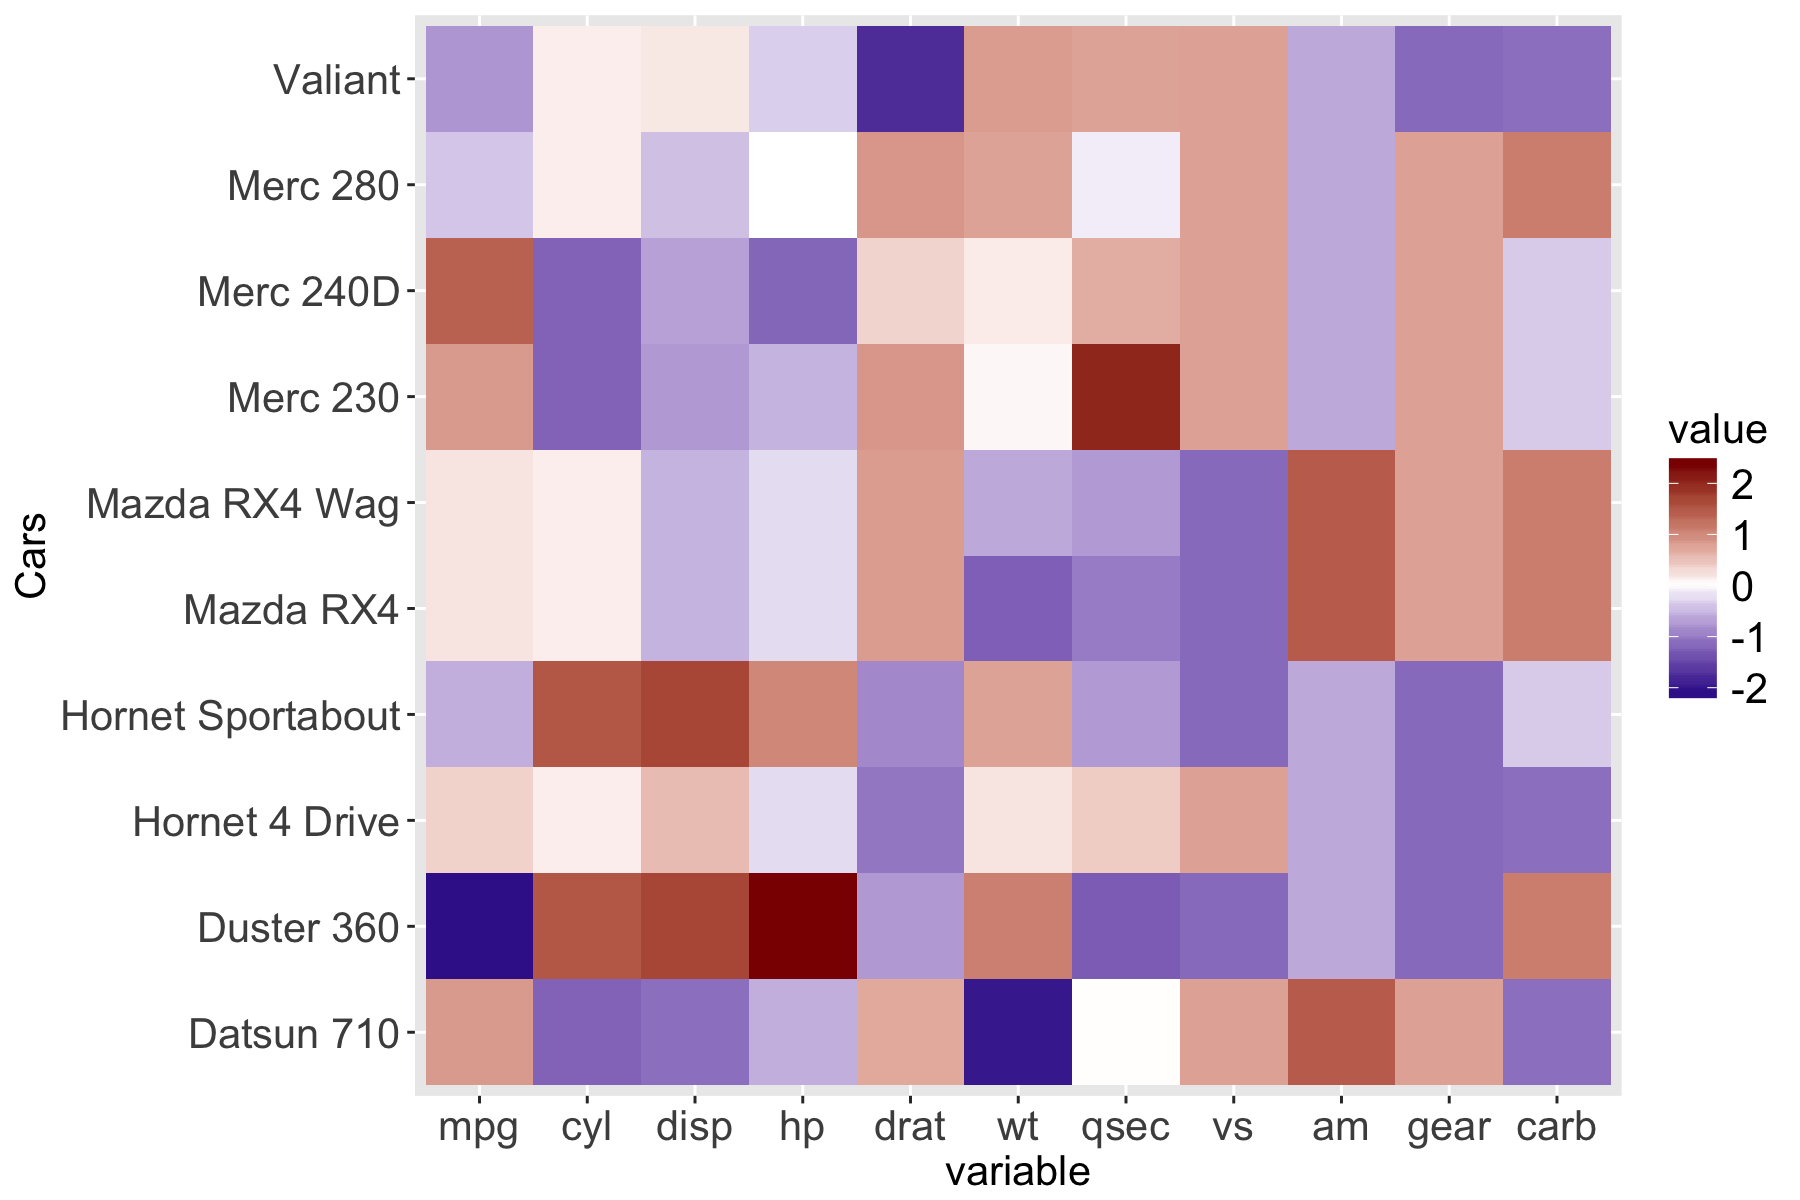 Valiant
Merc 280
Merc 240D
Merc 230
Mazda RX4 Wag
Mazda RX4
Hornet Sportabout
Hornet 4 Drive
Duster 360
Datsun 710
Cars
mpg cyl disp hp drat wt qsec vs am gear carb
variable
value
2
1
0
-1
-2